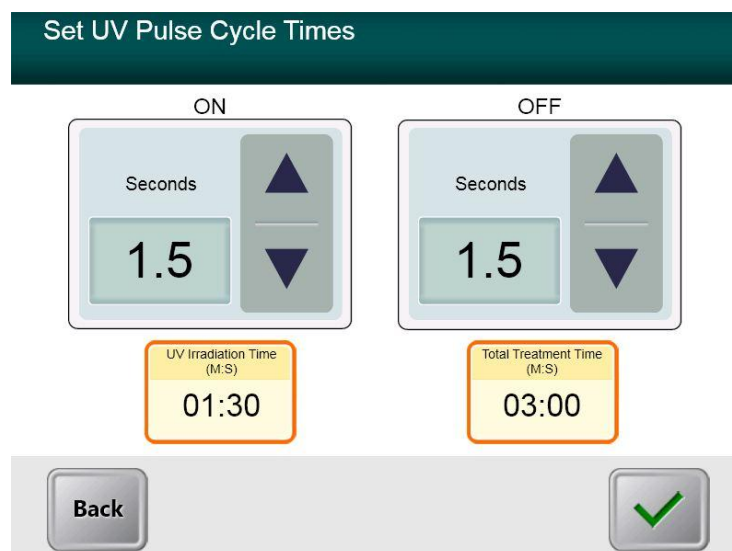 Set UV Pulse Cycle Times
ON
OFF
Seconds
1.5
Seconds
1.5
UV Irradiation Time
(M:S)
01:30
Total Treatment Time
(M:S)
03:00
Back